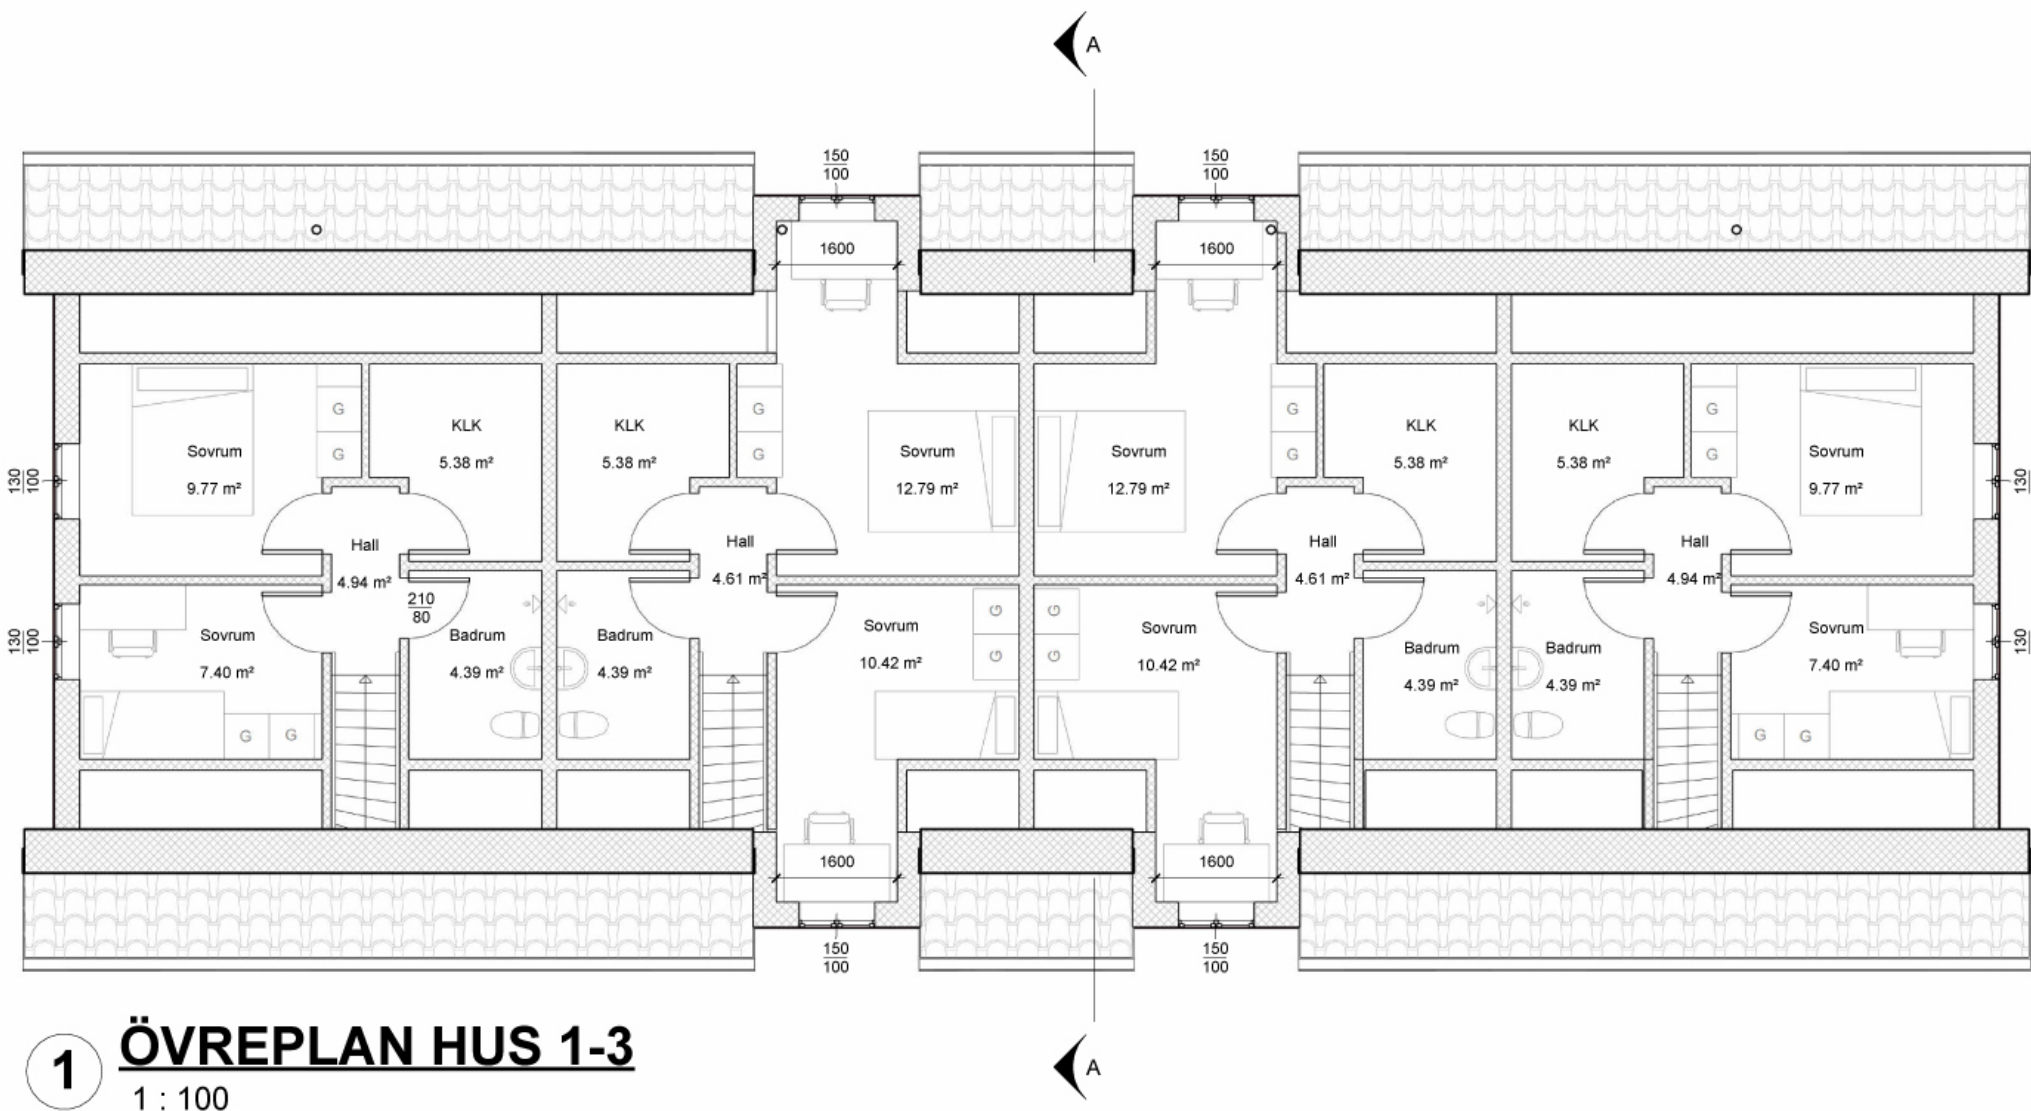 A
150
100
150
100
1600
1600
G
G
G
G
Sovrum
9.77 m²
KLK
5.38 m²
KLK
5.38 m²
G
G
Sovrum
12.79 m²
Sovrum
12.79 m²
G
G
KLK
5.38 m²
KLK
5.38 m²
Sovrum
9.77 m²
130
100
130
Hall
4.94 m²
Hall
4.61 m²
Hall
4.61 m²
Hall
4.94 m²
210
80
130
100
Sovrum
7.40 m²
Badrum
4.39 m²
Badrum
4.39 m²
Sovrum
10.42 m²
G
G
G
G
Sovrum
10.42 m²
Badrum
4.39 m²
Badrum
4.39 m²
Sovrum
7.40 m²
130
G
G
G
G
1600
1600
150
100
150
100
A
1
ÖVREPLAN HUS 1-3
1 : 100